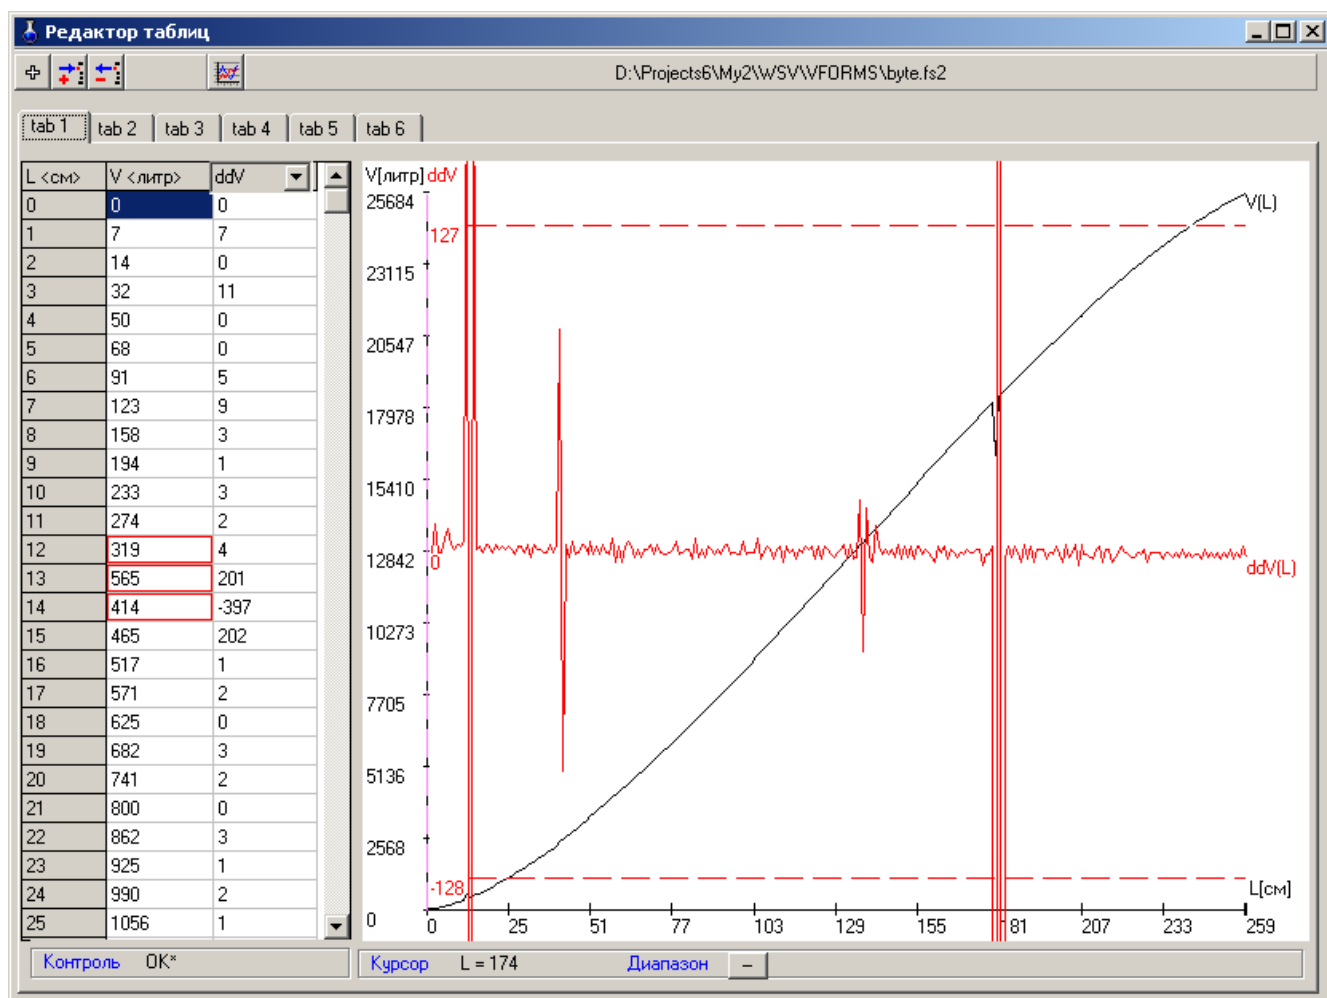 Редактор таблиц
D:\Projects6\My2\WSV\VFORMS\byte.fs2
tab 1 tab 2 tab 3 tab 4 tab 5 tab 6
L <см> V <литр> ddV
0 0 0
1 7 7
2 14 0
3 32 11
4 50 0
5 68 0
6 91 5
7 123 9
8 158 3
9 194 1
10 233 3
11 274 2
12 319 4
13 565 201
14 414 -397
15 465 202
16 517 1
17 571 2
18 625 0
19 682 3
20 741 2
21 800 0
22 862 3
23 925 1
24 990 2
25 1056 1
V[литр] ddV
25684
V(L)
127
23115
20547
17978
15410
12842
0
ddV(L)
10273
7705
5136
2568
-128
L[см]
0
0 25 51 77 103 129 155 181 207 233 259
Контроль OK*
Курсор L = 174 Диапазон –